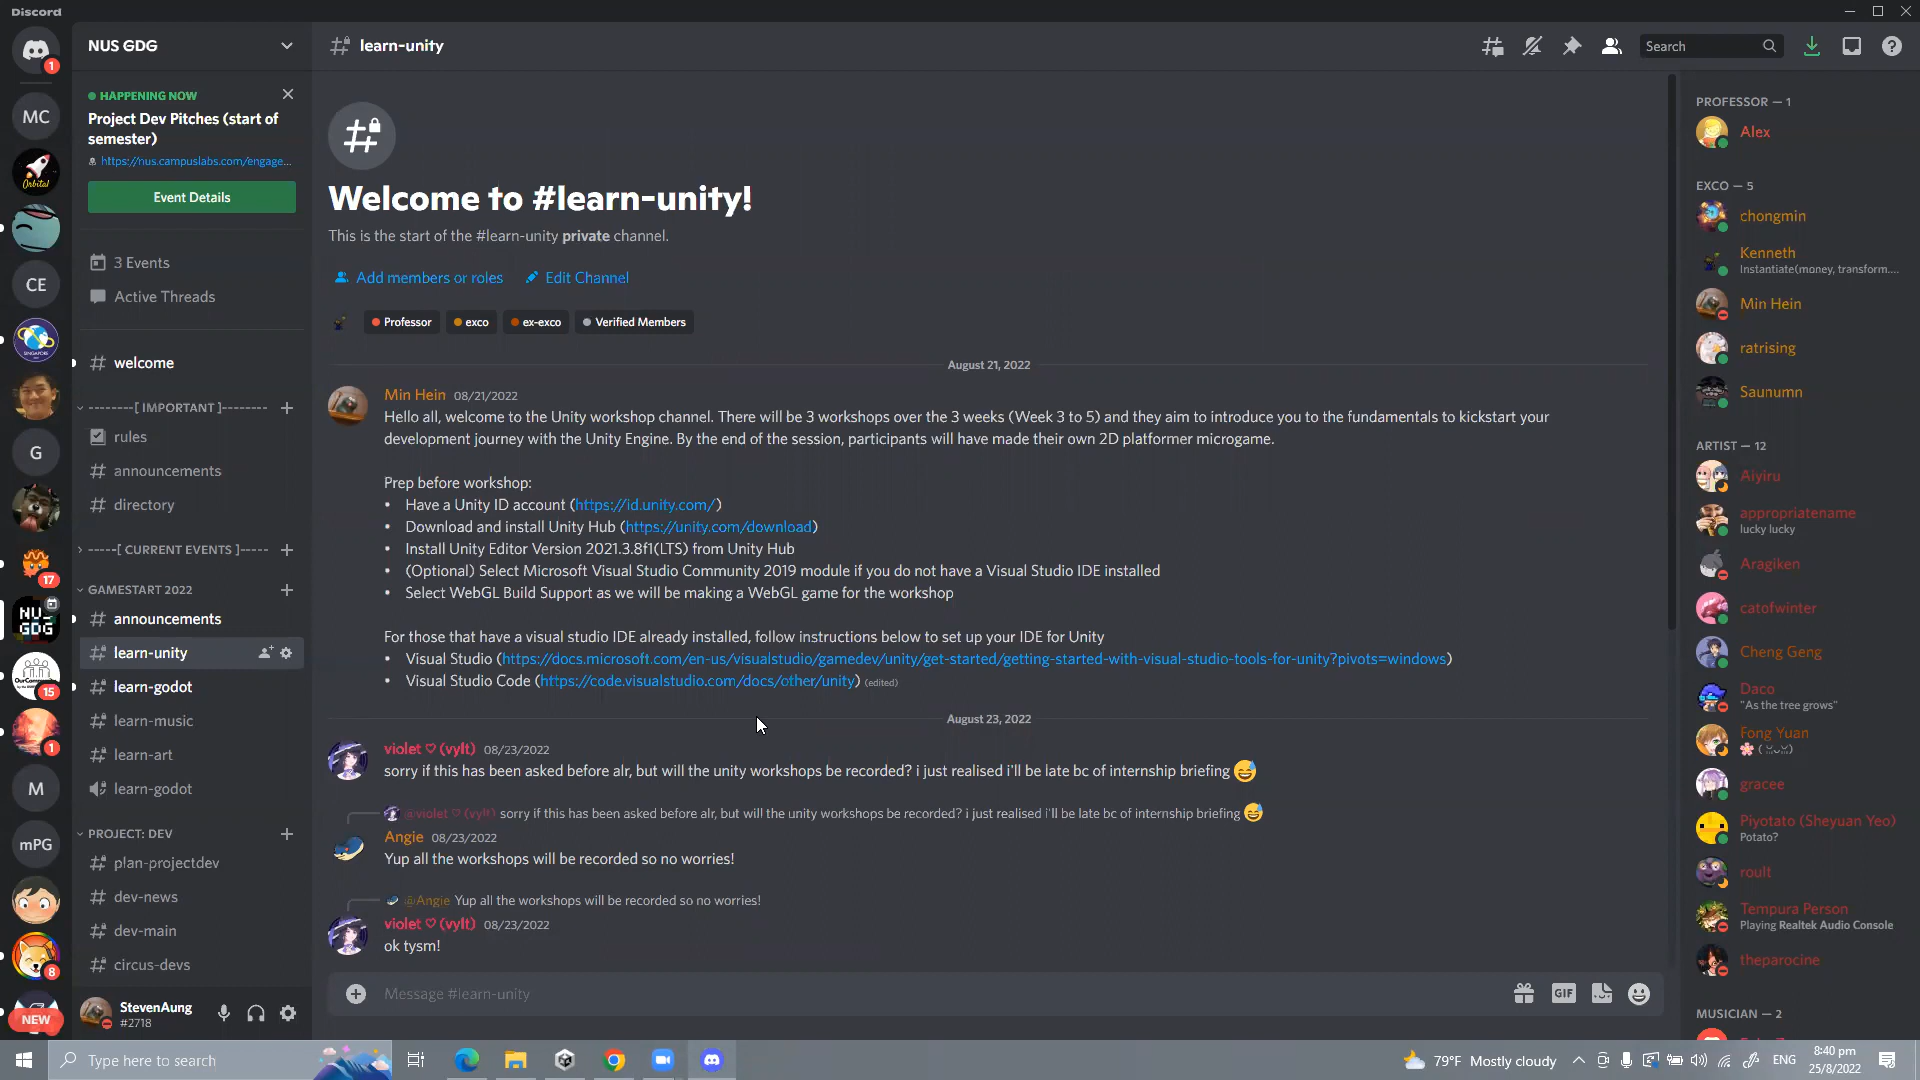 Discord
NUS GDG
learn-unity
Search
1
MC
Orbital
CE
SINGAPORE
G
17
NUS
GDG
15
1
M
mPG
8
NEW
HAPPENING NOW
Project Dev Pitches (start of
semester)
https://nus.campuslabs.com/engage...
Event Details
3 Events
Active Threads
welcome
--------[ IMPORTANT ]--------
rules
announcements
directory
-----[ CURRENT EVENTS ]-----
GAMESTART 2022
announcements
learn-unity
learn-godot
learn-music
learn-art
learn-godot
PROJECT: DEV
plan-projectdev
dev-news
dev-main
circus-devs
StevenAung
#2718
Welcome to #learn-unity!
This is the start of the #learn-unity private channel.
Add members or roles
Edit Channel
Professor
exco
ex-exco
Verified Members
August 21, 2022
Min Hein 08/21/2022
Hello all, welcome to the Unity workshop channel. There will be 3 workshops over the 3 weeks (Week 3 to 5) and they aim to introduce you to the fundamentals to kickstart your
development journey with the Unity Engine. By the end of the session, participants will have made their own 2D platformer microgame.
Prep before workshop:
• Have a Unity ID account (https://id.unity.com/)
• Download and install Unity Hub (https://unity.com/download)
• Install Unity Editor Version 2021.3.8f1(LTS) from Unity Hub
• (Optional) Select Microsoft Visual Studio Community 2019 module if you do not have a Visual Studio IDE installed
• Select WebGL Build Support as we will be making a WebGL game for the workshop
For those that have a visual studio IDE already installed, follow instructions below to set up your IDE for Unity
• Visual Studio (https://docs.microsoft.com/en-us/visualstudio/gamedev/unity/get-started/getting-started-with-visual-studio-tools-for-unity?pivots=windows)
• Visual Studio Code (https://code.visualstudio.com/docs/other/unity) (edited)
August 23, 2022
violet ♡ (vylt) 08/23/2022
sorry if this has been asked before alr, but will the unity workshops be recorded? i just realised i'll be late bc of internship briefing 😅
@violet ♡ (vylt) sorry if this has been asked before alr, but will the unity workshops be recorded? i just realised i'll be late bc of internship briefing 😅
Angie 08/23/2022
Yup all the workshops will be recorded so no worries!
@Angie Yup all the workshops will be recorded so no worries!
violet ♡ (vylt) 08/23/2022
ok tysm!
Message #learn-unity
GIF
PROFESSOR — 1
Alex
EXCO — 5
chongmin
Kenneth
Instantiate(money, transform....
Min Hein
ratrising
Saunumn
ARTIST — 12
Aiyiru
appropriatename
lucky lucky
Aragiken
catofwinter
Cheng Geng
Daco
"As the tree grows"
Fong Yuan
gracee
Piyotato (Sheyuan Yeo)
Potato?
roult
Tempura Person
Playing Realtek Audio Console
theparocine
MUSICIAN — 2
Type here to search
79°F Mostly cloudy
ENG
8:40 pm
25/8/2022